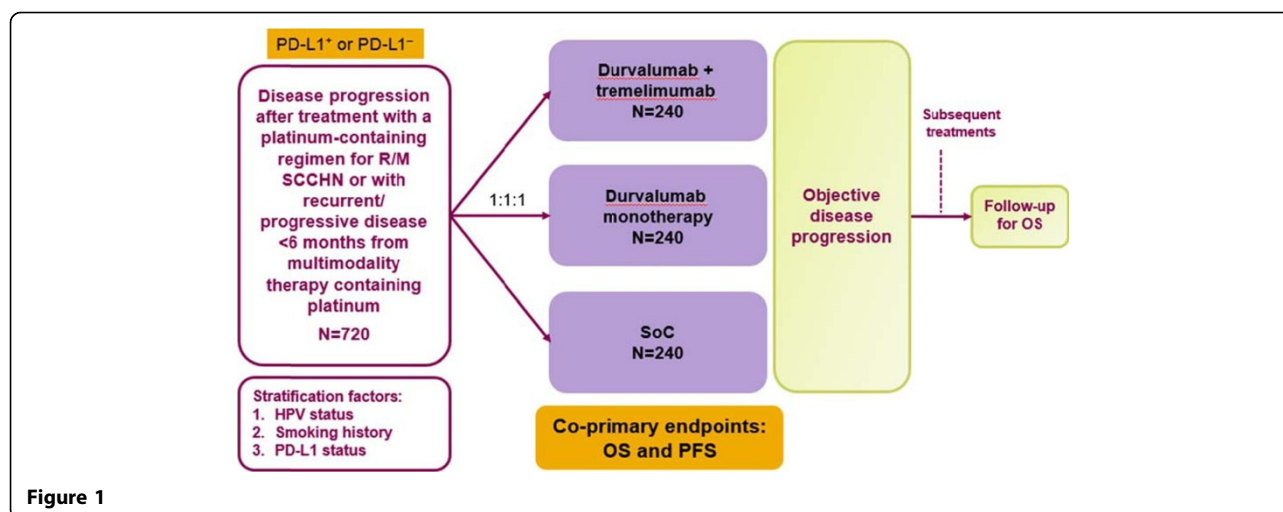 PD-L1⁺ or PD-L1⁻
Disease progression
after treatment with a
platinum-containing
regimen for R/M
SCCHN or with
recurrent/
progressive disease
<6 months from
multimodality
therapy containing
platinum
N=720
Stratification factors:
1. HPV status
2. Smoking history
3. PD-L1 status
1:1:1
Durvalumab +
tremelimumab
N=240
Durvalumab
monotherapy
N=240
SoC
N=240
Co-primary endpoints:
OS and PFS
Objective
disease
progression
Subsequent
treatments
Follow-up
for OS
Figure 1